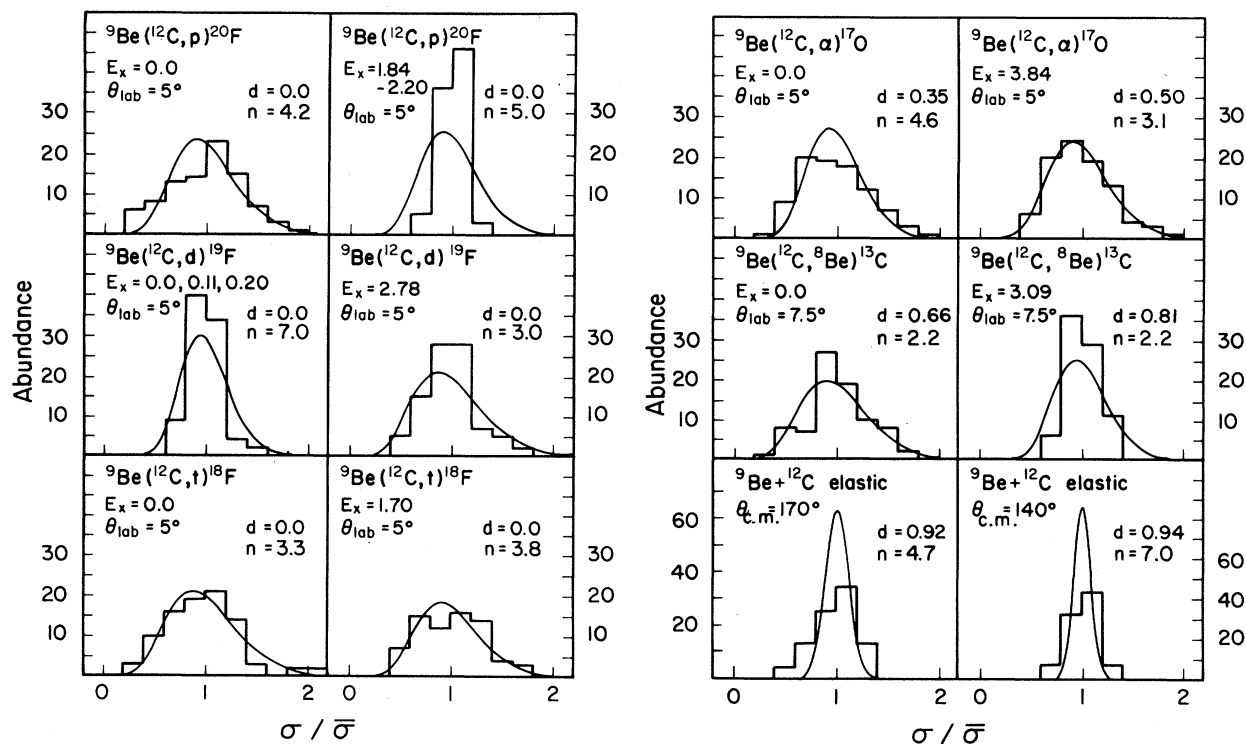 ⁹Be(¹²C,p)²⁰F
Eₓ = 0.0
θlab = 5°
d = 0.0
n = 4.2
⁹Be(¹²C,p)²⁰F
Eₓ = 1.84
-2.20
θlab = 5°
d = 0.0
n = 5.0
30
20
10
30
20
10
⁹Be(¹²C,d)¹⁹F
Eₓ = 0.0, 0.11, 0.20
θlab = 5°
d = 0.0
n = 7.0
⁹Be(¹²C,d)¹⁹F
Eₓ = 2.78
θlab = 5°
d = 0.0
n = 3.0
Abundance
30
20
10
30
20
10
⁹Be(¹²C,t)¹⁸F
Eₓ = 0.0
θlab = 5°
d = 0.0
n = 3.3
⁹Be(¹²C,t)¹⁸F
Eₓ = 1.70
θlab = 5°
d = 0.0
n = 3.8
30
20
10
30
20
10
0 1 0 1 2
σ / σ̅
⁹Be(¹²C,α)¹⁷O
Eₓ = 0.0
θlab = 5°
d = 0.35
n = 4.6
⁹Be(¹²C,α)¹⁷O
Eₓ = 3.84
θlab = 5°
d = 0.50
n = 3.1
30
20
10
30
20
10
⁹Be(¹²C,⁸Be)¹³C
Eₓ = 0.0
θlab = 7.5°
d = 0.66
n = 2.2
⁹Be(¹²C,⁸Be)¹³C
Eₓ = 3.09
θlab = 7.5°
d = 0.81
n = 2.2
Abundance
30
20
10
30
20
10
⁹Be+¹²C elastic
θc.m. = 170°
d = 0.92
n = 4.7
⁹Be+¹²C elastic
θc.m. = 140°
d = 0.94
n = 7.0
60
40
20
60
40
20
0 1 2 0 1 2
σ / σ̅